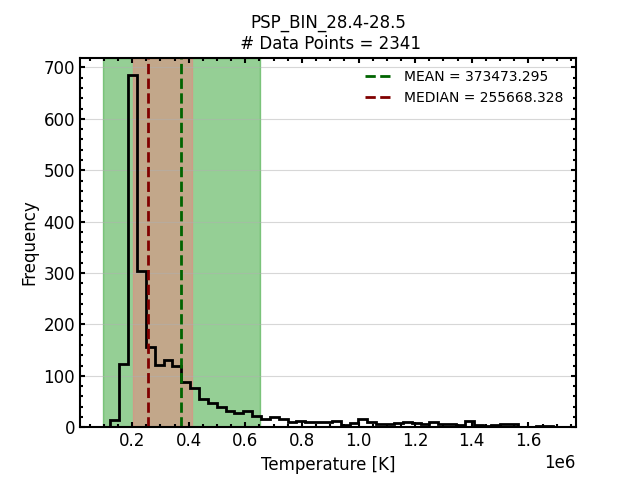 PSP_BIN_28.4-28.5
# Data Points = 2341
MEAN = 373473.295
MEDIAN = 255668.328
700
600
500
400
300
200
100
0
Frequency
0.2 0.4 0.6 0.8 1.0 1.2 1.4 1.6
Temperature [K]
1e6